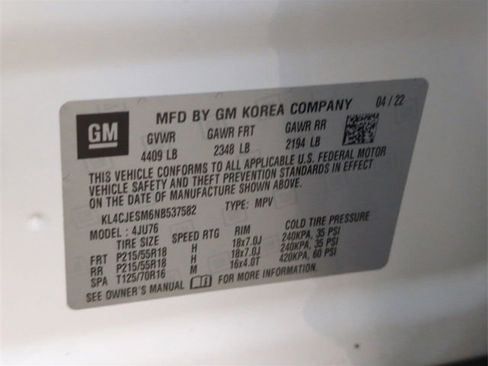 GM
MFD BY GM KOREA COMPANY 04 / 22
GVWR GAWR FRT GAWR RR
4409 LB 2348 LB 2194 LB
THIS VEHICLE CONFORMS TO ALL APPLICABLE U.S. FEDERAL MOTOR
VEHICLE SAFETY AND THEFT PREVENTION STANDARDS IN EFFECT
ON THE DATE OF MANUFACTURE SHOWN ABOVE.
KL4CJESM6NB537582 TYPE : MPV
MODEL : 4JU76
TIRE SIZE SPEED RTG RIM COLD TIRE PRESSURE
FRT P215/55R18 H 18x7.0J 240KPA, 35 PSI
RR P215/55R18 H 18x7.0J 240KPA, 35 PSI
SPA T125/70R16 M 16x4.0T 420KPA, 60 PSI
SEE OWNER'S MANUAL FOR MORE INFORMATION.